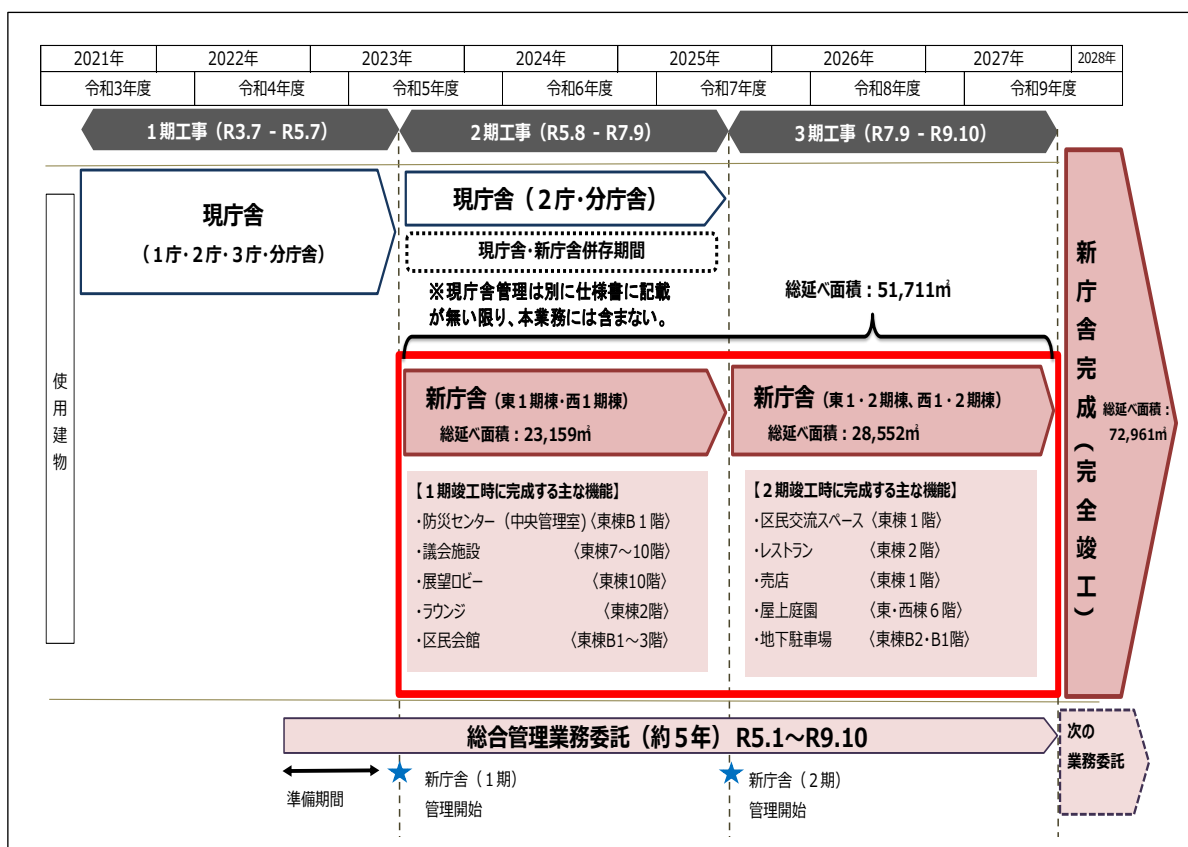 2021年 2022年 2023年 2024年 2025年 2026年 2027年 2028年
令和3年度 令和4年度 令和5年度 令和6年度 令和7年度 令和8年度 令和9年度
1期工事（R3.7 - R5.7） 2期工事（R5.8 - R7.9） 3期工事（R7.9 - R9.10）
使用建物
現庁舎
（1庁・2庁・3庁・分庁舎）
現庁舎（2庁・分庁舎）
現庁舎・新庁舎併存期間
※現庁舎管理は別に仕様書に記載
が無い限り、本業務には含まない。
総延べ面積：51,711㎡
新庁舎（東1期棟・西1期棟）
総延べ面積：23,159㎡
【1期竣工時に完成する主な機能】
・防災センター（中央管理室）〈東棟B1階〉
・議会施設 〈東棟7～10階〉
・展望ロビー 〈東棟10階〉
・ラウンジ 〈東棟2階〉
・区民会館 〈東棟B1～3階〉
新庁舎（東1・2期棟、西1・2期棟）
総延べ面積：28,552㎡
【2期竣工時に完成する主な機能】
・区民交流スペース〈東棟1階〉
・レストラン 〈東棟2階〉
・売店 〈東棟1階〉
・屋上庭園 〈東・西棟6階〉
・地下駐車場 〈東棟B2・B1階〉
新庁舎完成（完全竣工）
総延べ面積：
72,961㎡
総合管理業務委託（約5年）R5.1～R9.10
次の
業務委託
準備期間
新庁舎（1期）
管理開始
新庁舎（2期）
管理開始